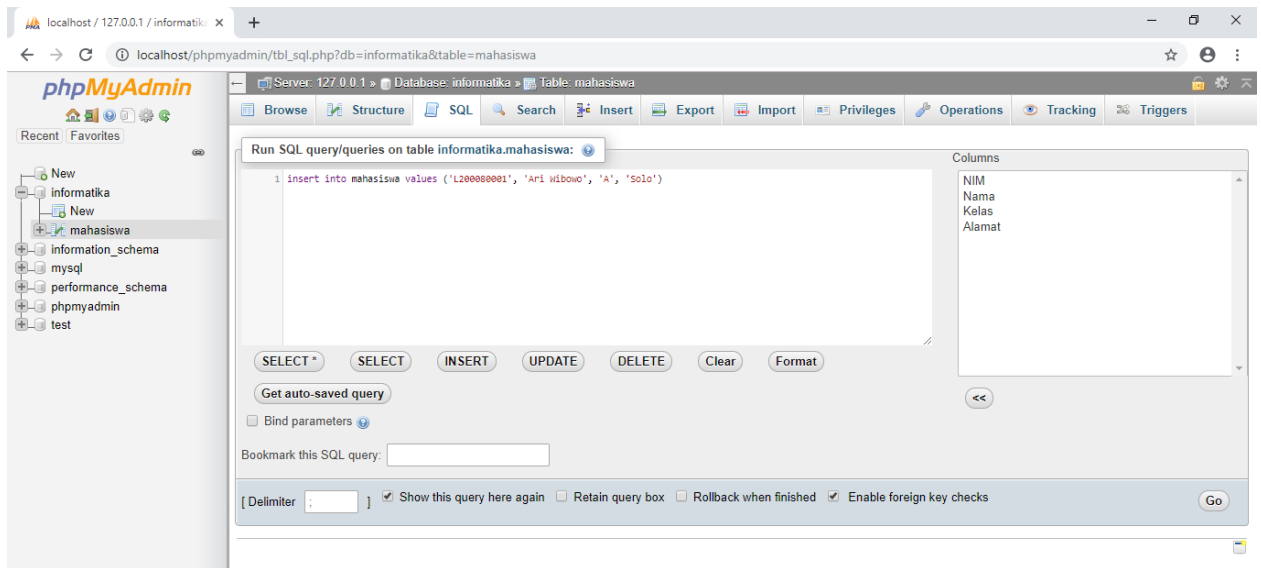 localhost / 127.0.0.1 / informatika
localhost/phpmyadmin/tbl_sql.php?db=informatika&table=mahasiswa
phpMyAdmin
Recent Favorites
New
informatika
New
mahasiswa
information_schema
mysql
performance_schema
phpmyadmin
test
Server: 127.0.0.1 » Database: informatika » Table: mahasiswa
Browse Structure SQL Search Insert Export Import Privileges Operations Tracking Triggers
Run SQL query/queries on table informatika.mahasiswa:
1 insert into mahasiswa values ('L200080001', 'Ari Wibowo', 'A', 'Solo')
Columns
NIM
Nama
Kelas
Alamat
SELECT * SELECT INSERT UPDATE DELETE Clear Format
Get auto-saved query
<<
Bind parameters
Bookmark this SQL query:
[ Delimiter ; ] Show this query here again Retain query box Rollback when finished Enable foreign key checks Go